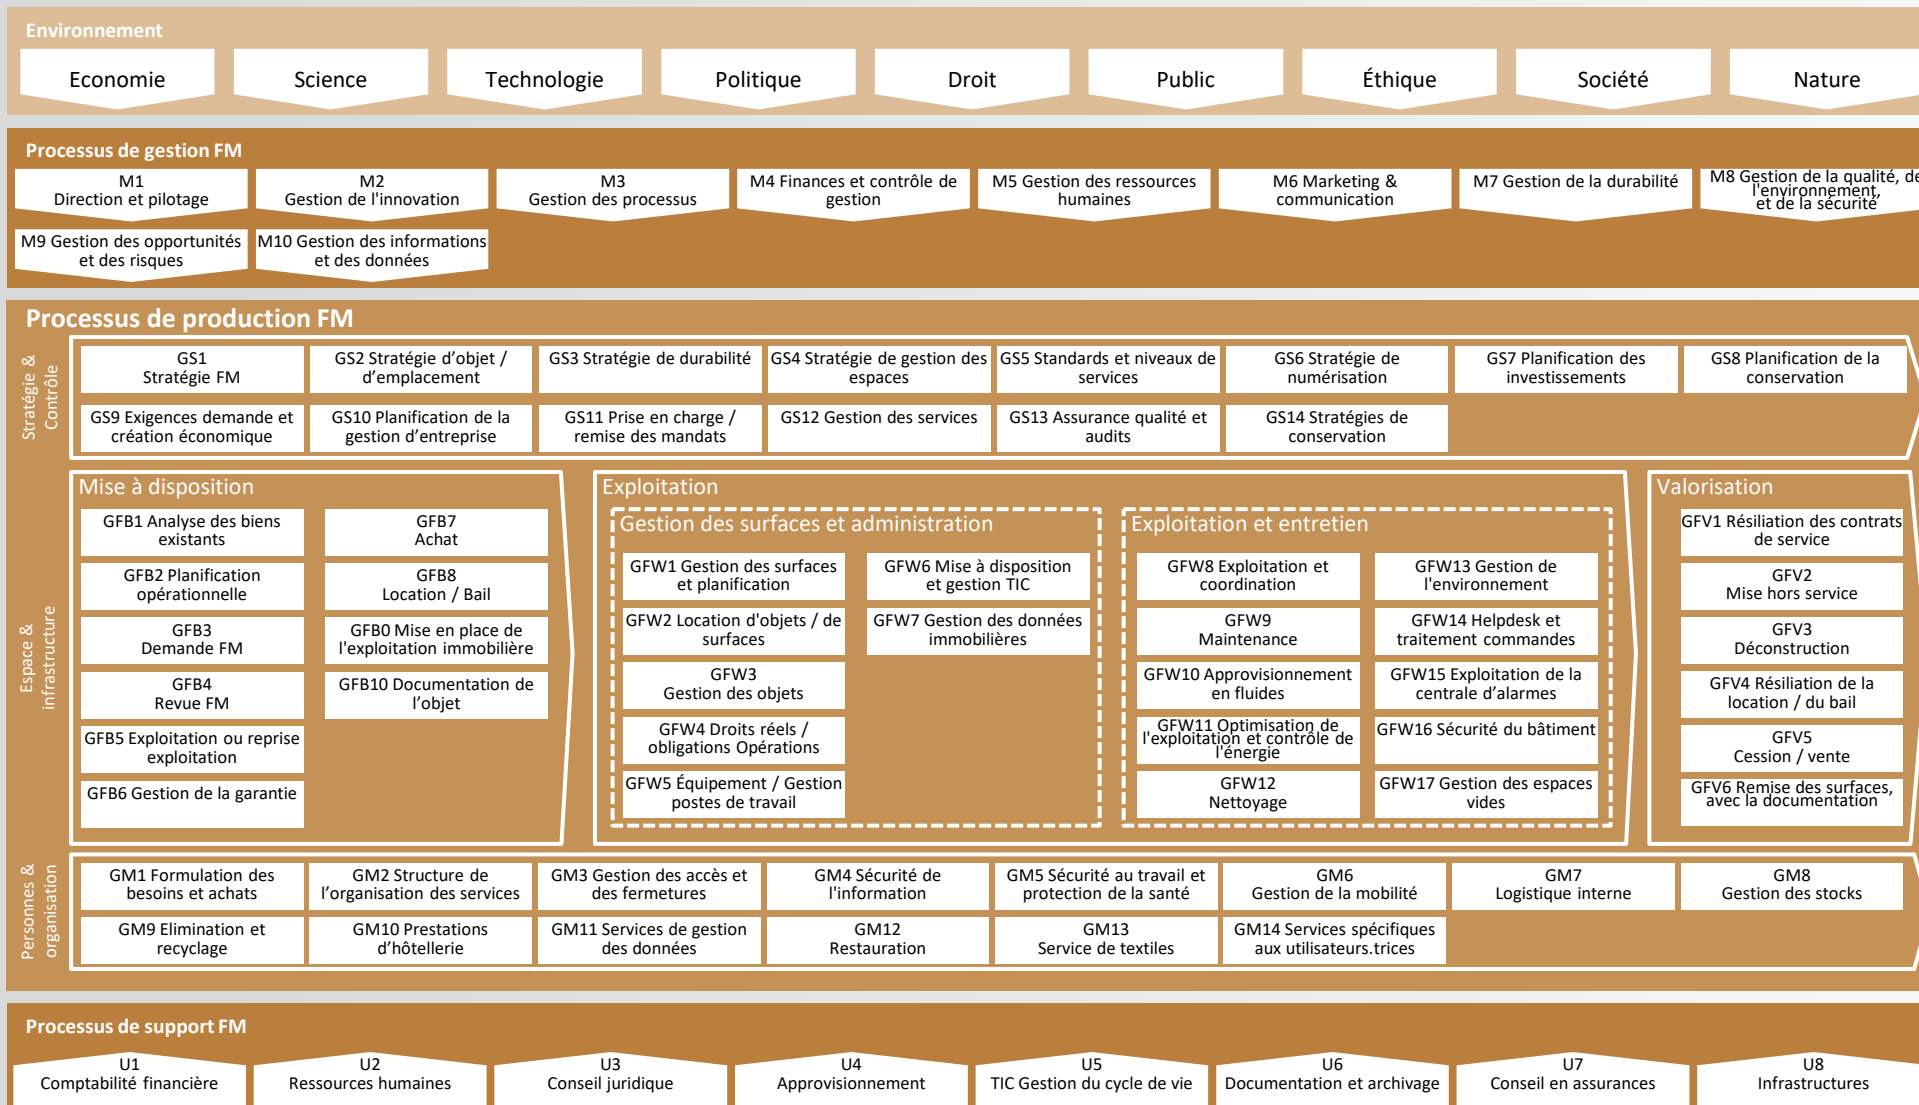 Environnement
Economie
Science
Technologie
Politique
Droit
Public
Éthique
Société
Nature
Processus de gestion FM
M1
Direction et pilotage
M2
Gestion de l'innovation
M3
Gestion des processus
M4 Finances et contrôle de
gestion
M5 Gestion des ressources
humaines
M6 Marketing &
communication
M7 Gestion de la durabilité
M8 Gestion de la qualité, de
l'environnement,
et de la sécurité
M9 Gestion des opportunités
et des risques
M10 Gestion des informations
et des données
Processus de production FM
Stratégie &
Contrôle
GS1
Stratégie FM
GS2 Stratégie d’objet /
d’emplacement
GS3 Stratégie de durabilité
GS4 Stratégie de gestion des
espaces
GS5 Standards et niveaux de
services
GS6 Stratégie de
numérisation
GS7 Planification des
investissements
GS8 Planification de la
conservation
GS9 Exigences demande et
création économique
GS10 Planification de la
gestion d’entreprise
GS11 Prise en charge /
remise des mandats
GS12 Gestion des services
GS13 Assurance qualité et
audits
GS14 Stratégies de
conservation
Espace &
infrastructure
Mise à disposition
GFB1 Analyse des biens
existants
GFB2 Planification
opérationnelle
GFB3
Demande FM
GFB4
Revue FM
GFB5 Exploitation ou reprise
exploitation
GFB6 Gestion de la garantie
GFB7
Achat
GFB8
Location / Bail
GFB0 Mise en place de
l'exploitation immobilière
GFB10 Documentation de
l’objet
Exploitation
Gestion des surfaces et administration
GFW1 Gestion des surfaces
et planification
GFW2 Location d'objets / de
surfaces
GFW3
Gestion des objets
GFW4 Droits réels /
obligations Opérations
GFW5 Équipement / Gestion
postes de travail
GFW6 Mise à disposition
et gestion TIC
GFW7 Gestion des données
immobilières
Exploitation et entretien
GFW8 Exploitation et
coordination
GFW9
Maintenance
GFW10 Approvisionnement
en fluides
GFW11 Optimisation de
l'exploitation et contrôle de
l'énergie
GFW12
Nettoyage
GFW13 Gestion de
l'environnement
GFW14 Helpdesk et
traitement commandes
GFW15 Exploitation de la
centrale d’alarmes
GFW16 Sécurité du bâtiment
GFW17 Gestion des espaces
vides
Valorisation
GFV1 Résiliation des contrats
de service
GFV2
Mise hors service
GFV3
Déconstruction
GFV4 Résiliation de la
location / du bail
GFV5
Cession / vente
GFV6 Remise des surfaces,
avec la documentation
Personnes &
organisation
GM1 Formulation des
besoins et achats
GM2 Structure de
l’organisation des services
GM3 Gestion des accès et
des fermetures
GM4 Sécurité de
l'information
GM5 Sécurité au travail et
protection de la santé
GM6
Gestion de la mobilité
GM7
Logistique interne
GM8
Gestion des stocks
GM9 Elimination et
recyclage
GM10 Prestations
d’hôtellerie
GM11 Services de gestion
des données
GM12
Restauration
GM13
Service de textiles
GM14 Services spécifiques
aux utilisateurs.trices
Processus de support FM
U1
Comptabilité financière
U2
Ressources humaines
U3
Conseil juridique
U4
Approvisionnement
U5
TIC Gestion du cycle de vie
U6
Documentation et archivage
U7
Conseil en assurances
U8
Infrastructures